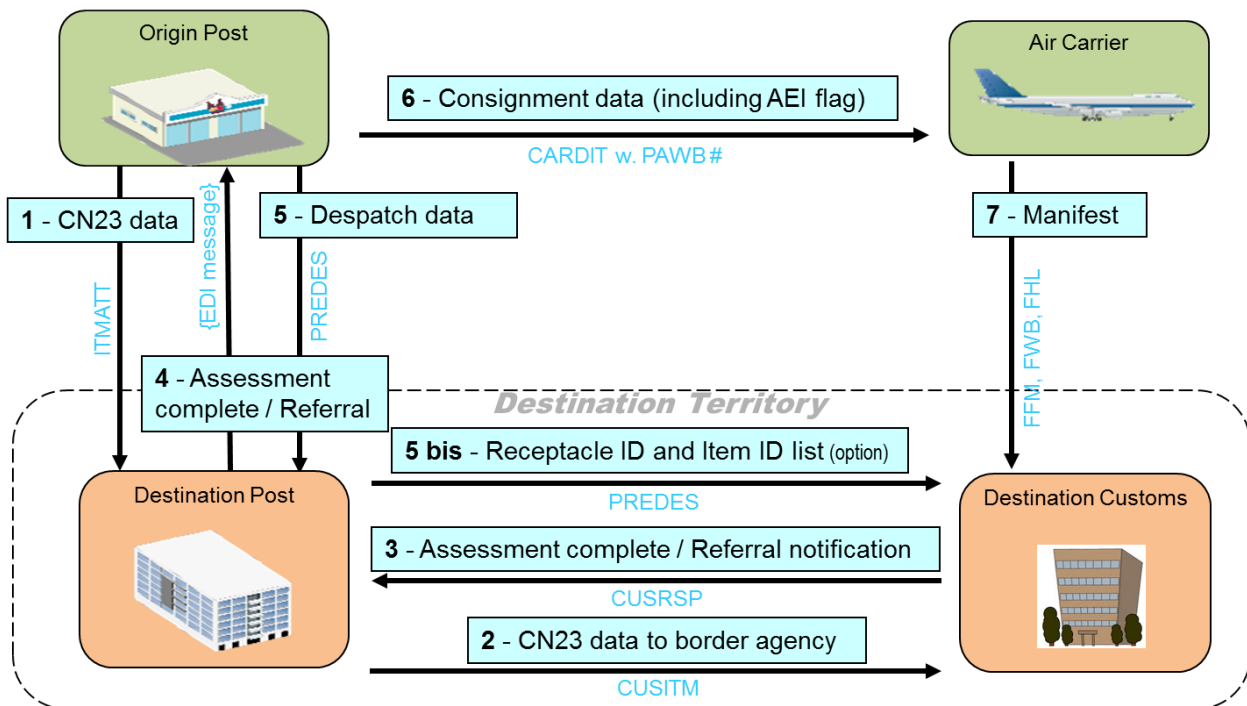 Origin Post
Air Carrier
6 - Consignment data (including AEI flag)
CARDIT w. PAWB#
1 - CN23 data
5 - Despatch data
7 - Manifest
ITMATT
{EDI message}
PREDES
FFM, FWB, FHL
4 - Assessment
complete / Referral
Destination Territory
5 bis - Receptacle ID and Item ID list (option)
PREDES
Destination Post
Destination Customs
3 - Assessment complete / Referral notification
CUSRSP
2 - CN23 data to border agency
CUSITM